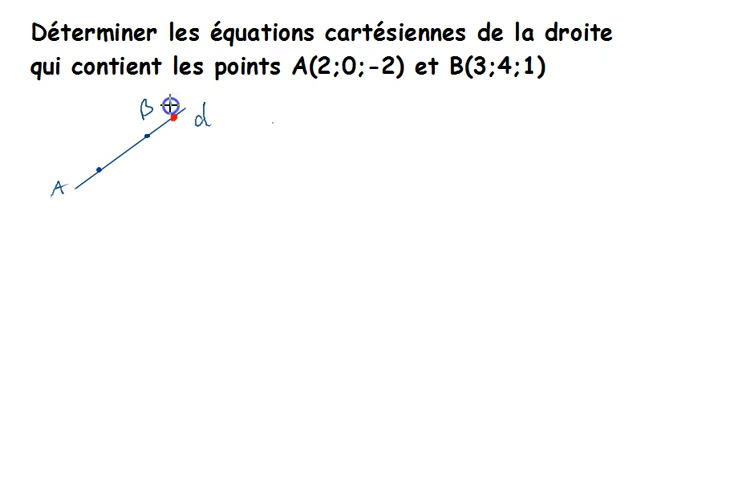 Déterminer les équations cartésiennes de la droite
qui contient les points A(2;0;-2) et B(3;4;1)
B
d
A